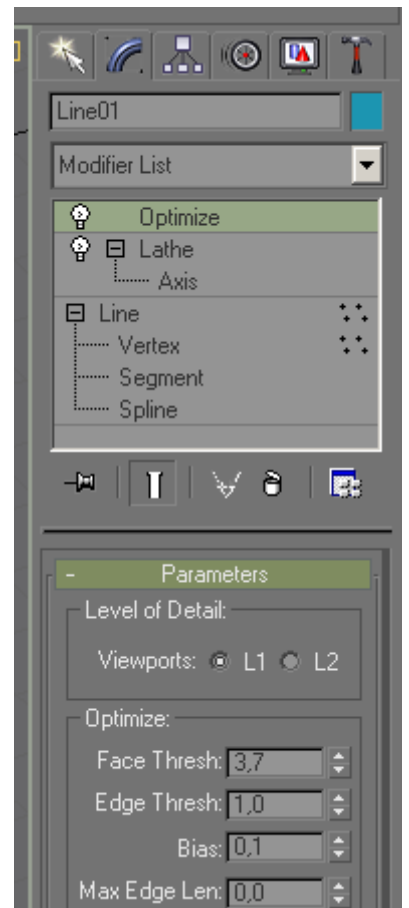 Line01
Modifier List
Optimize
Lathe
Axis
Line
Vertex
Segment
Spline
- Parameters
Level of Detail:
Viewports: L1 L2
Optimize:
Face Thresh: 3,7
Edge Thresh: 1,0
Bias: 0,1
Max Edge Len: 0,0